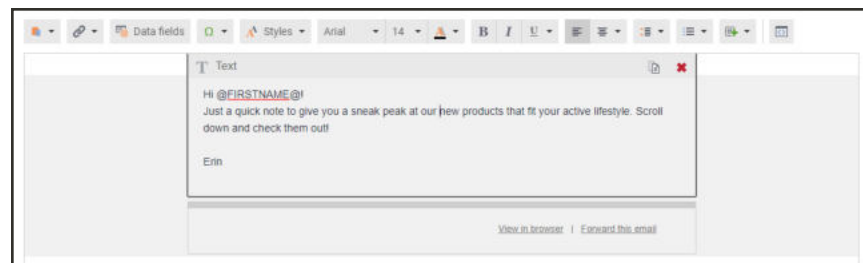 Data fields Ω Styles Arial 14 A B I U
T Text
Hi @FIRSTNAME@!
Just a quick note to give you a sneak peak at our new products that fit your active lifestyle. Scroll
down and check them out!
Erin
View in browser | Forward this email